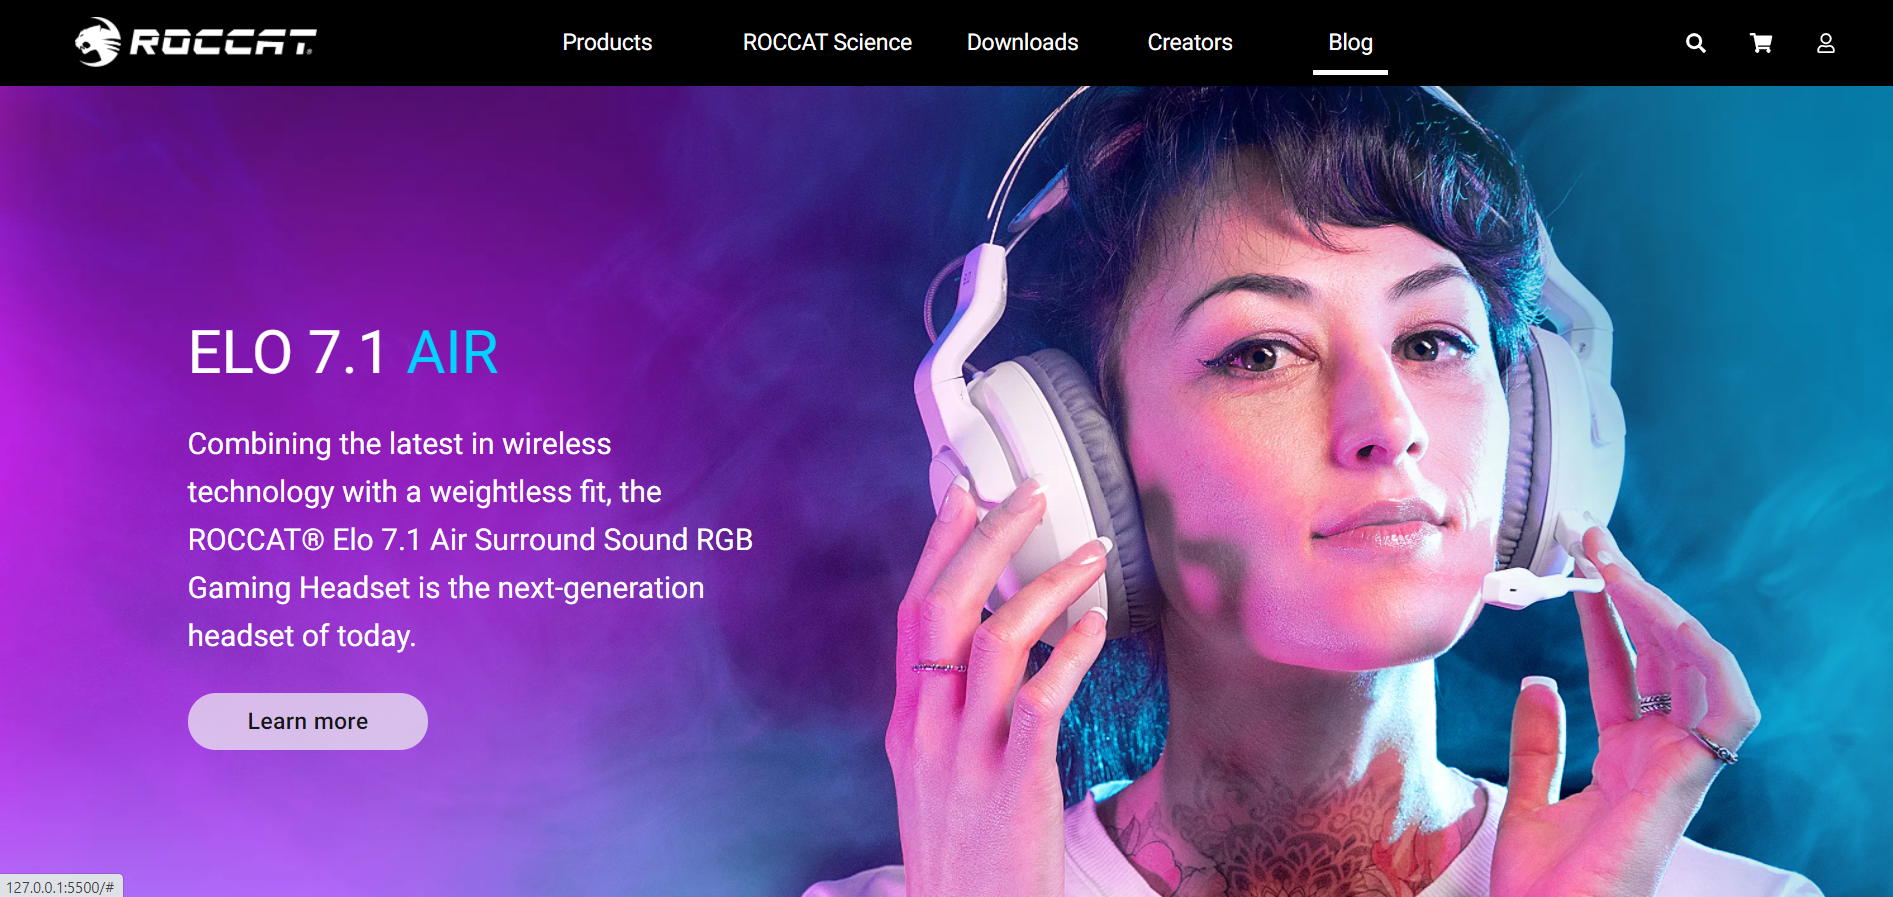 ROCCAT®
Products
ROCCAT Science
Downloads
Creators
Blog
ELO 7.1 AIR
Combining the latest in wireless
technology with a weightless fit, the
ROCCAT® Elo 7.1 Air Surround Sound RGB
Gaming Headset is the next-generation
headset of today.
Learn more
127.0.0.1:5500/#